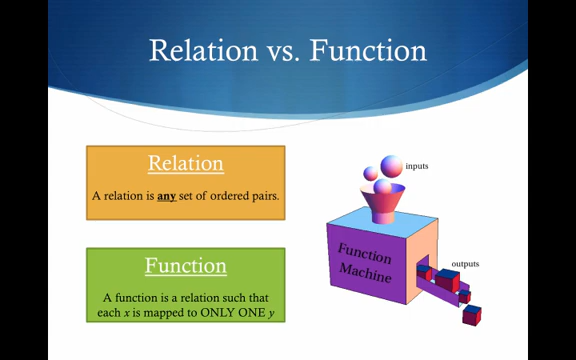 Relation vs. Function
Relation
A relation is any set of ordered pairs.
Function
A function is a relation such that
each x is mapped to ONLY ONE y
inputs
Function
Machine
outputs